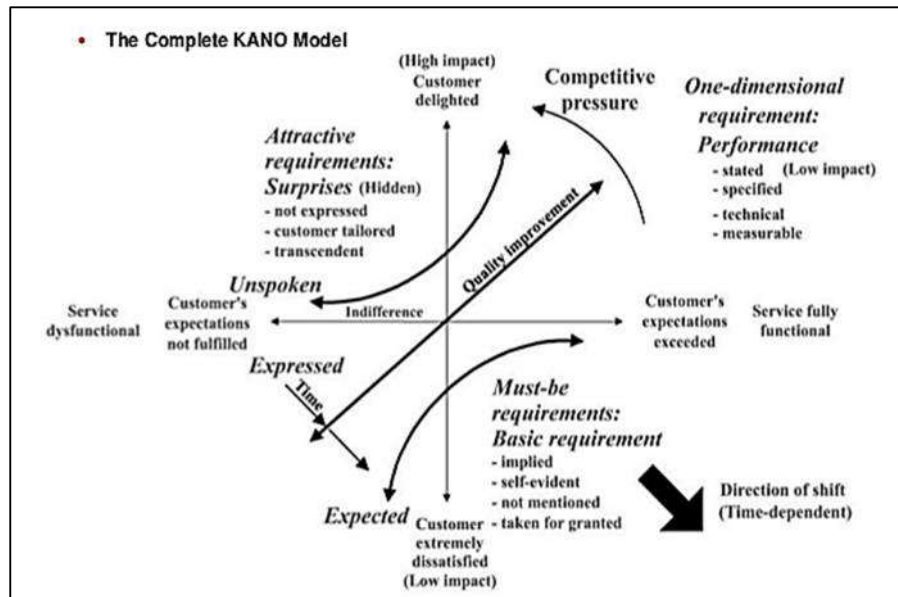 • The Complete KANO Model
(High impact)
Customer
delighted
Competitive
pressure
One-dimensional
requirement:
Performance
- stated (Low impact)
- specified
- technical
- measurable
Attractive
requirements:
Surprises (Hidden)
- not expressed
- customer tailored
- transcendent
Quality improvement
Unspoken
Service
dysfunctional
Customer's
expectations
not fulfilled
Indifference
Customer's
expectations
exceeded
Service fully
functional
Expressed
Time
Must-be
requirements:
Basic requirement
- implied
- self-evident
- not mentioned
- taken for granted
Direction of shift
(Time-dependent)
Expected
Customer
extremely
dissatisfied
(Low impact)